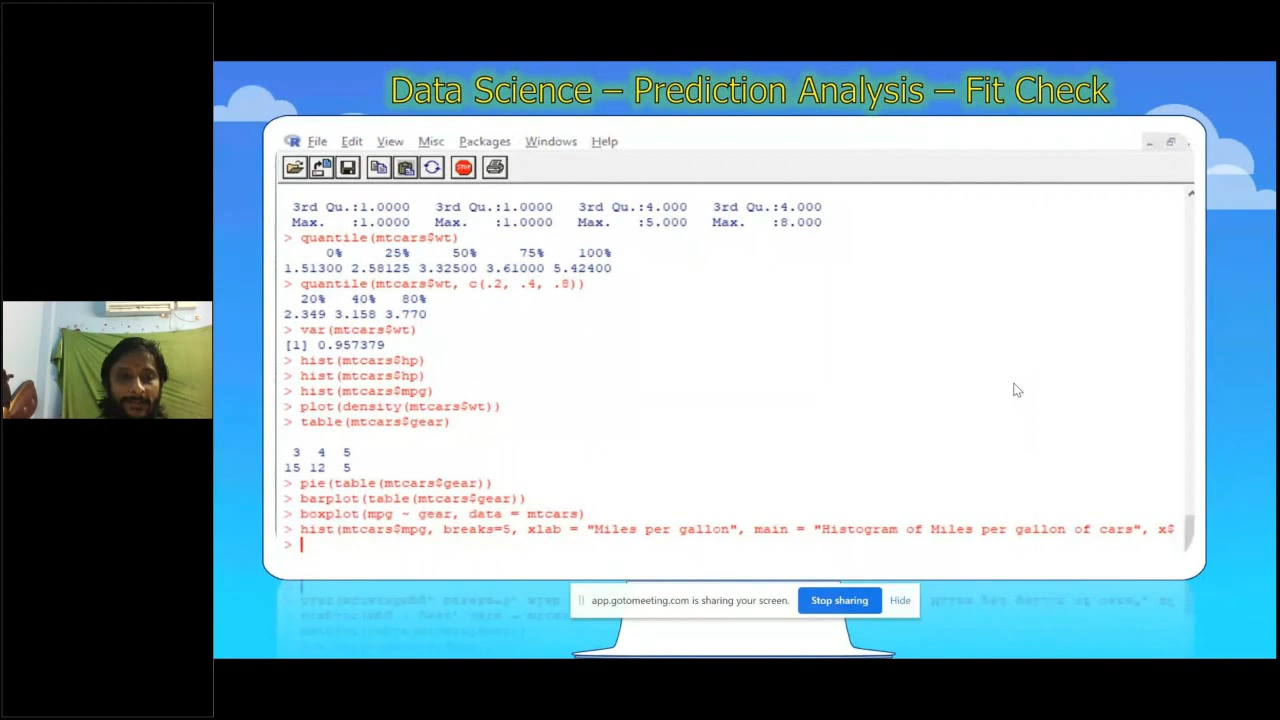 Data Science – Prediction Analysis – Fit Check
File Edit View Misc Packages Windows Help
STOP
3rd Qu.:1.0000 3rd Qu.:1.0000 3rd Qu.:4.000 3rd Qu.:4.000
Max. :1.0000 Max. :1.0000 Max. :5.000 Max. :8.000
> quantile(mtcars$wt)
0% 25% 50% 75% 100%
1.51300 2.58125 3.32500 3.61000 5.42400
> quantile(mtcars$wt, c(.2, .4, .8))
20% 40% 80%
2.349 3.158 3.770
> var(mtcars$wt)
[1] 0.957379
> hist(mtcars$hp)
> hist(mtcars$hp)
> hist(mtcars$mpg)
> plot(density(mtcars$wt))
> table(mtcars$gear)
3 4 5
15 12 5
> pie(table(mtcars$gear))
> barplot(table(mtcars$gear))
> boxplot(mpg ~ gear, data = mtcars)
> hist(mtcars$mpg, breaks=5, xlab = "Miles per gallon", main = "Histogram of Miles per gallon of cars", x$
>
app.gotomeeting.com is sharing your screen. Stop sharing Hide